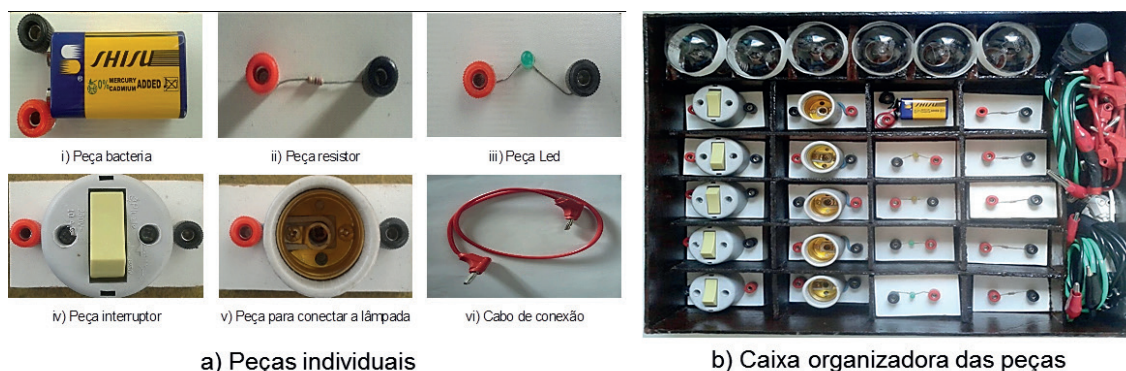 SHISU
0% MERCURY CADMIUM ADDED
i) Peça bacteria
ii) Peça resistor
iii) Peça Led
iv) Peça interruptor
v) Peça para conectar a lâmpada
vi) Cabo de conexão
a) Peças individuais
SHISU
b) Caixa organizadora das peças